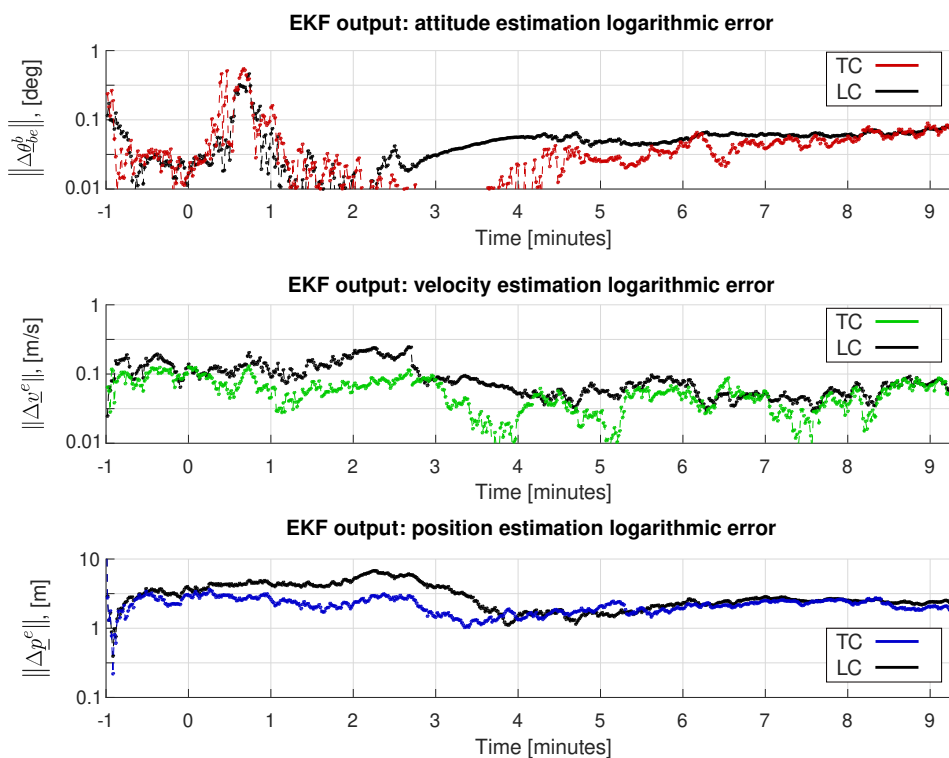 EKF output: attitude estimation logarithmic error
||Δθ^b_be||, [deg]
1
0.1
0.01
TC
LC
-1 0 1 2 3 4 5 6 7 8 9
Time [minutes]
EKF output: velocity estimation logarithmic error
||Δv^e||, [m/s]
1
0.1
0.01
TC
LC
-1 0 1 2 3 4 5 6 7 8 9
Time [minutes]
EKF output: position estimation logarithmic error
||Δp^e||, [m]
10
1
0.1
TC
LC
-1 0 1 2 3 4 5 6 7 8 9
Time [minutes]